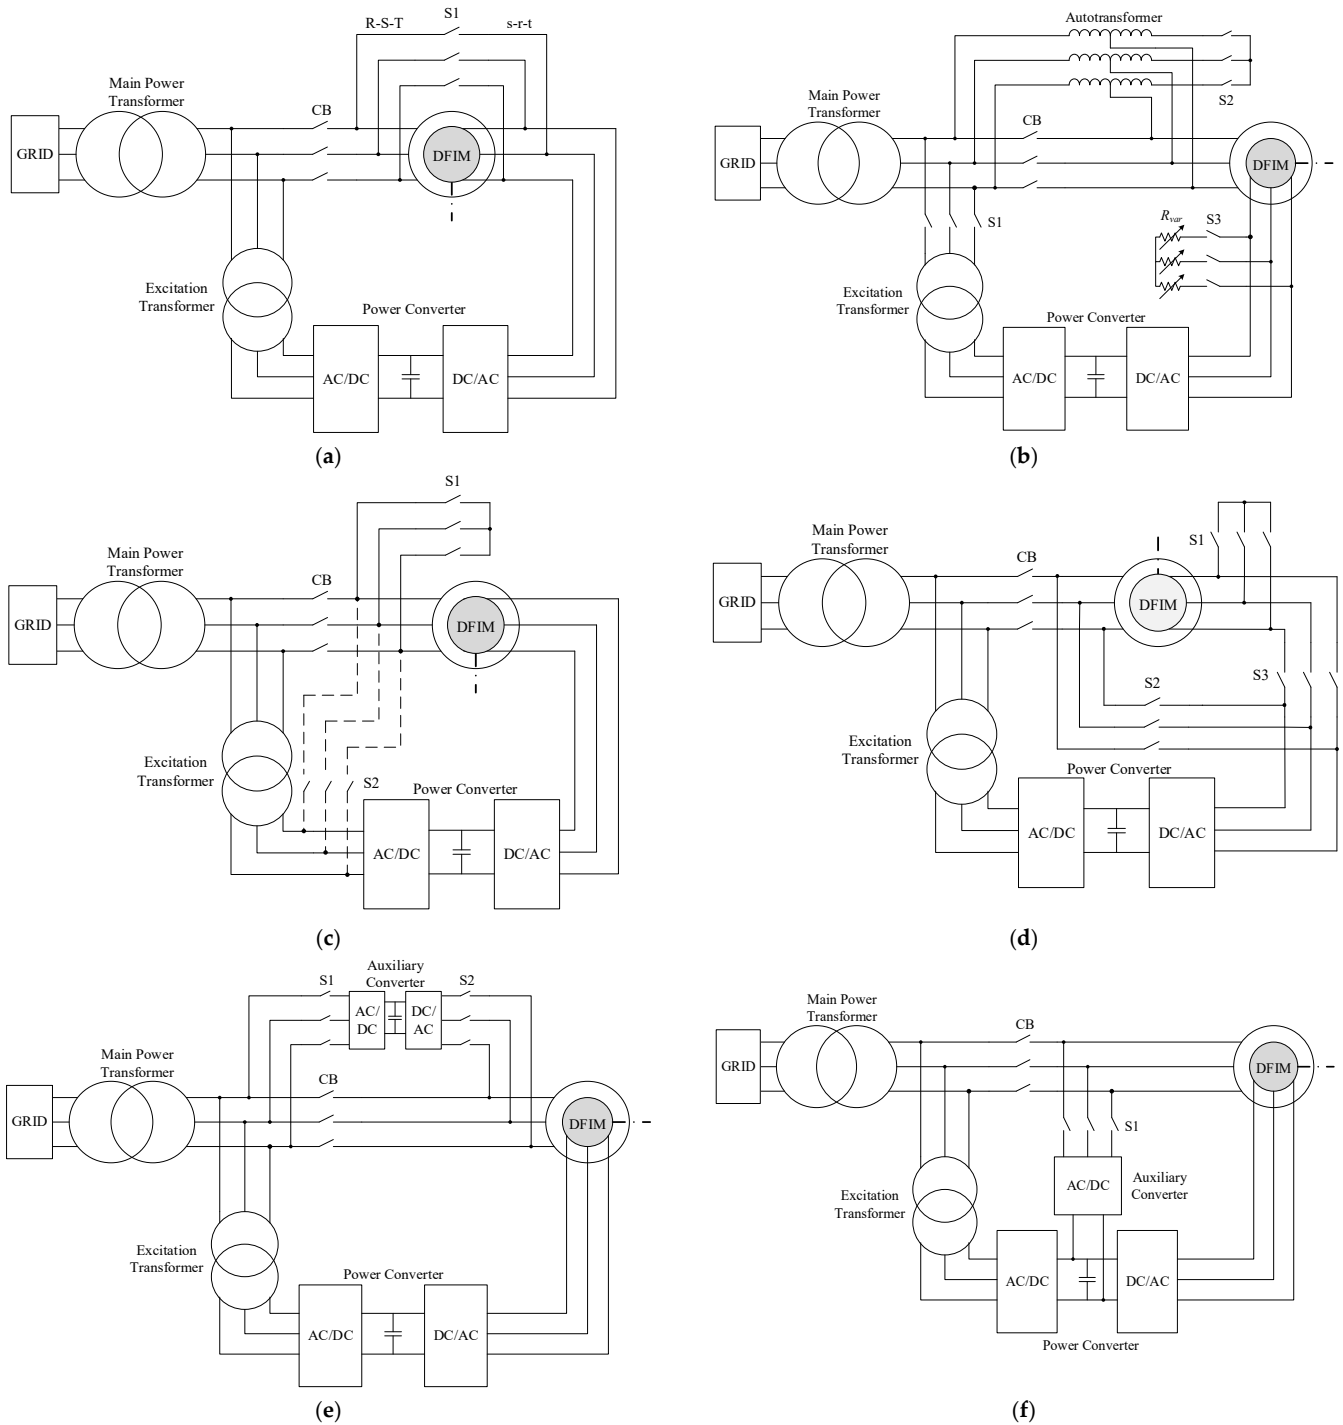 R-S-T
S1
s-r-t
Main Power
Transformer
CB
GRID
DFIM
Excitation
Transformer
Power Converter
AC/DC
DC/AC
(a)
Autotransformer
S2
Main Power
Transformer
CB
GRID
DFIM
S1
Rvar
S3
Excitation
Transformer
Power Converter
AC/DC
DC/AC
(b)
S1
Main Power
Transformer
CB
GRID
DFIM
Excitation
Transformer
S2
Power Converter
AC/DC
DC/AC
(c)
S1
Main Power
Transformer
CB
GRID
DFIM
S3
S2
Excitation
Transformer
Power Converter
AC/DC
DC/AC
(d)
Auxiliary
Converter
S1
S2
AC/
DC
DC/
AC
Main Power
Transformer
CB
GRID
DFIM
Excitation
Transformer
Power Converter
AC/DC
DC/AC
(e)
Main Power
Transformer
CB
GRID
DFIM
S1
AC/DC
Auxiliary
Converter
Excitation
Transformer
AC/DC
DC/AC
Power Converter
(f)